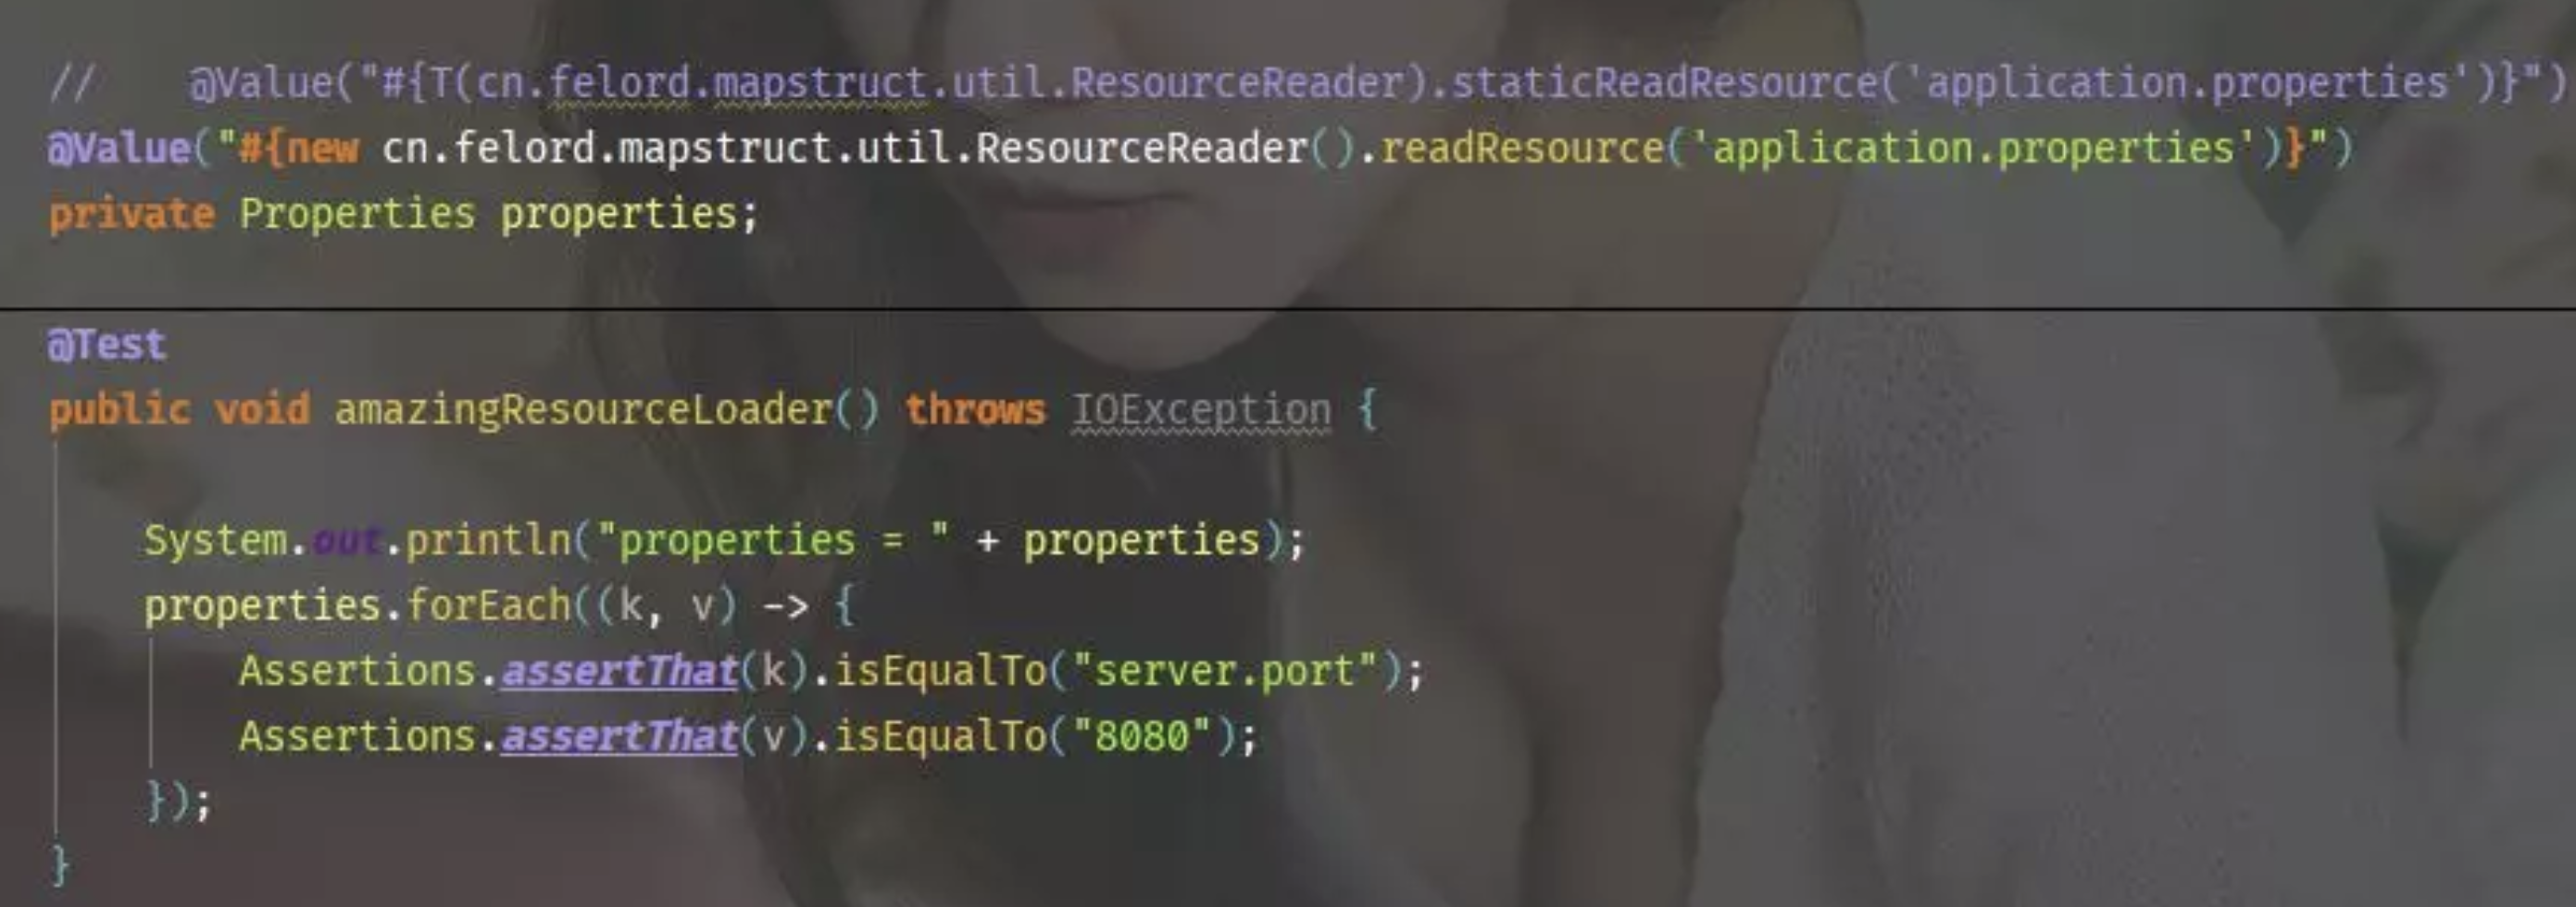 //    @Value("#{T(cn.felord.mapstruct.util.ResourceReader).staticReadResource('application.properties')}")
@Value("#{new cn.felord.mapstruct.util.ResourceReader().readResource('application.properties')}")
private Properties properties;
@Test
public void amazingResourceLoader() throws IOException {
System.out.println("properties = " + properties);
properties.forEach((k, v) -> {
Assertions.assertThat(k).isEqualTo("server.port");
Assertions.assertThat(v).isEqualTo("8080");
});
}